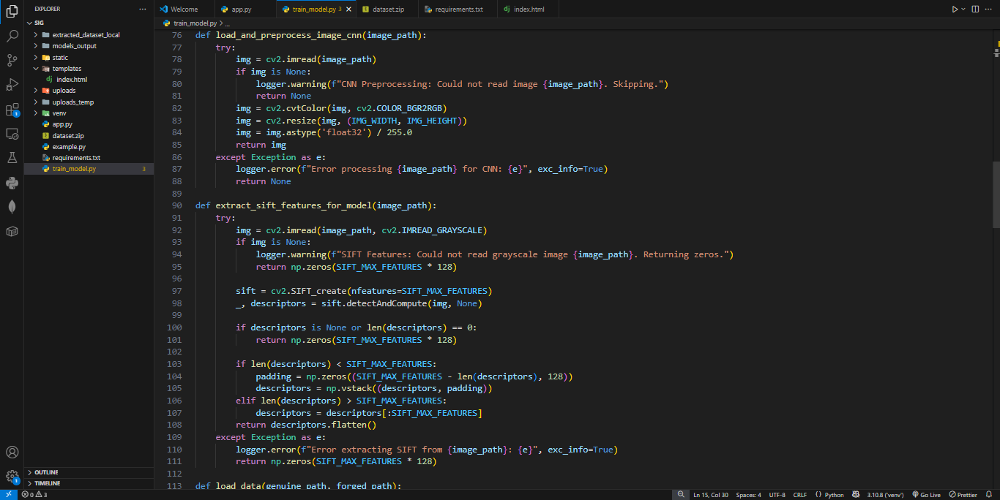 EXPLORER
SIG
extracted_dataset_local
models_output
static
templates
index.html
uploads
uploads_temp
venv
app.py
dataset.zip
example.py
requirements.txt
train_model.py 3
OUTLINE
TIMELINE
Welcome app.py train_model.py 3 dataset.zip requirements.txt index.html
train_model.py > ...
76 def load_and_preprocess_image_cnn(image_path):
77 try:
78 img = cv2.imread(image_path)
79 if img is None:
80 logger.warning(f"CNN Preprocessing: Could not read image {image_path}. Skipping.")
81 return None
82 img = cv2.cvtColor(img, cv2.COLOR_BGR2RGB)
83 img = cv2.resize(img, (IMG_WIDTH, IMG_HEIGHT))
84 img = img.astype('float32') / 255.0
85 return img
86 except Exception as e:
87 logger.error(f"Error processing {image_path} for CNN: {e}", exc_info=True)
88 return None
89
90 def extract_sift_features_for_model(image_path):
91 try:
92 img = cv2.imread(image_path, cv2.IMREAD_GRAYSCALE)
93 if img is None:
94 logger.warning(f"SIFT Features: Could not read grayscale image {image_path}. Returning zeros.")
95 return np.zeros(SIFT_MAX_FEATURES * 128)
96
97 sift = cv2.SIFT_create(nfeatures=SIFT_MAX_FEATURES)
98 _, descriptors = sift.detectAndCompute(img, None)
99
100 if descriptors is None or len(descriptors) == 0:
101 return np.zeros(SIFT_MAX_FEATURES * 128)
102
103 if len(descriptors) < SIFT_MAX_FEATURES:
104 padding = np.zeros((SIFT_MAX_FEATURES - len(descriptors), 128))
105 descriptors = np.vstack((descriptors, padding))
106 elif len(descriptors) > SIFT_MAX_FEATURES:
107 descriptors = descriptors[:SIFT_MAX_FEATURES]
108 return descriptors.flatten()
109 except Exception as e:
110 logger.error(f"Error extracting SIFT from {image_path}: {e}", exc_info=True)
111 return np.zeros(SIFT_MAX_FEATURES * 128)
112
113 def load_data(genuine_path, forged_path):
0 3 Ln 15, Col 30 Spaces: 4 UTF-8 CRLF {} Python 3.10.8 ('venv') Go Live Prettier